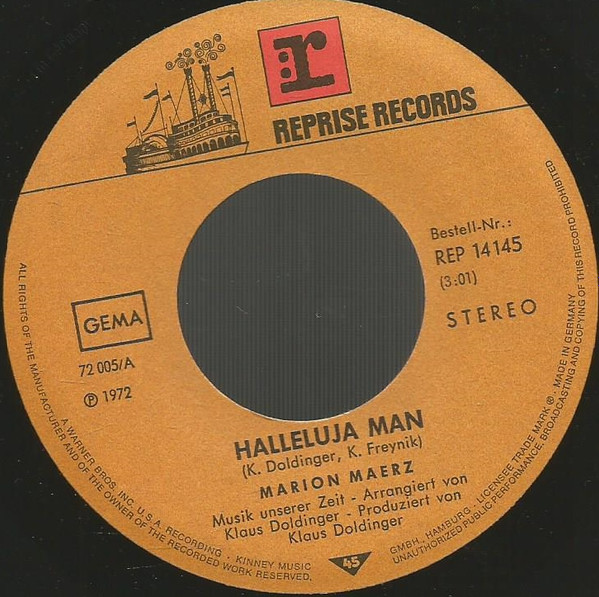 r
REPRISE RECORDS
Bestell-Nr.:
REP 14145
(3:01)
STEREO
GEMA
72 005/A
℗ 1972
HALLELUJA MAN
(K. Doldinger, K. Freynik)
MARION MAERZ
Musik unserer Zeit - Arrangiert von
Klaus Doldinger - Produziert von
Klaus Doldinger
45
ALL RIGHTS OF THE MANUFACTURER AND OF THE OWNER OF THE RECORDED WORK RESERVED.
A WARNER BROS. INC. U.S.A. RECORDING · KINNEY MUSIC
GMBH, HAMBURG · LICENSEE TRADE MARK ® · MADE IN GERMANY
UNAUTHORIZED PUBLIC PERFORMANCE, BROADCASTING AND COPYING OF THIS RECORD PROHIBITED